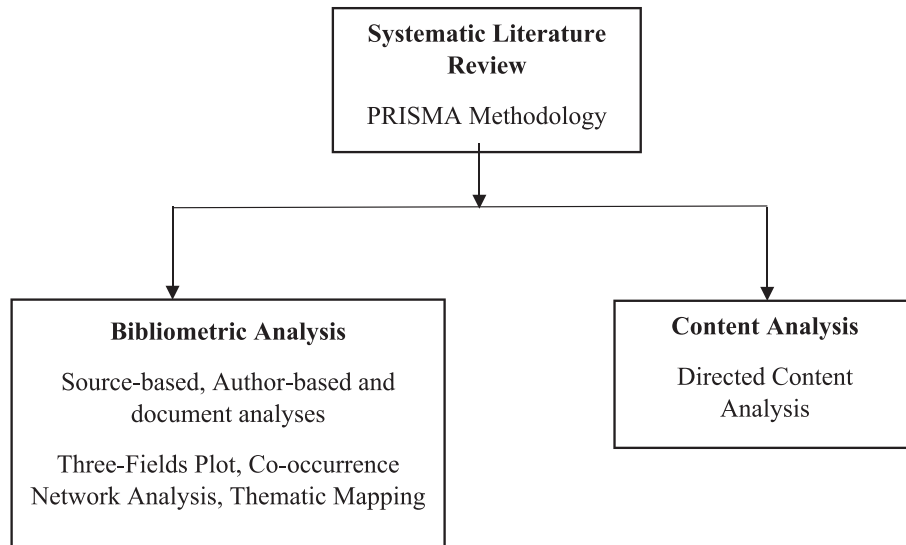 Systematic Literature
Review
PRISMA Methodology
Bibliometric Analysis
Source-based, Author-based and
document analyses
Three-Fields Plot, Co-occurrence
Network Analysis, Thematic Mapping
Content Analysis
Directed Content
Analysis